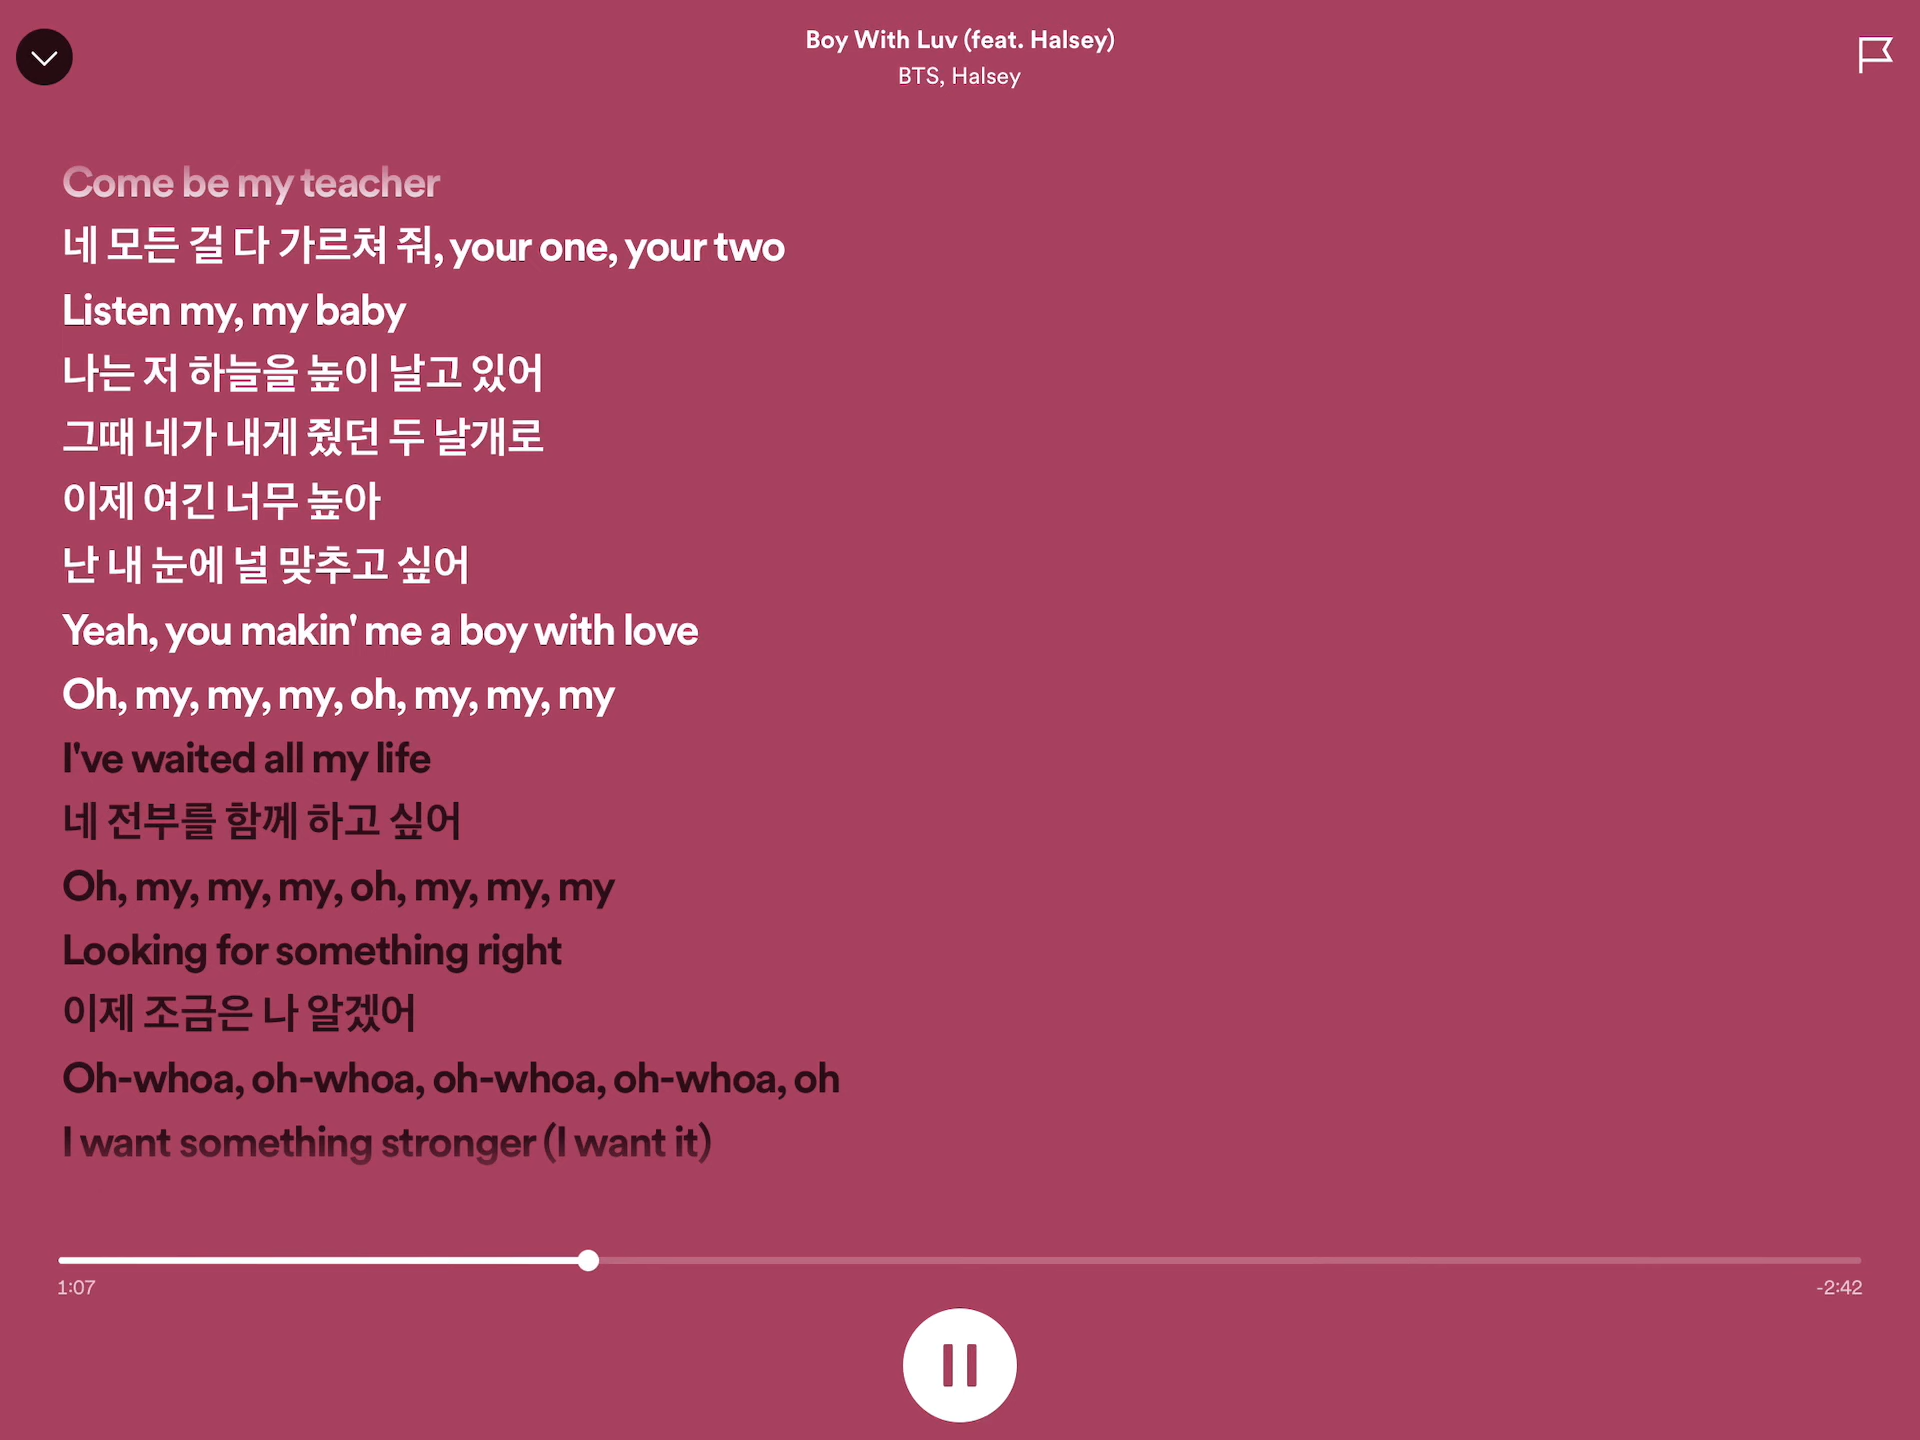 Boy With Luv (feat. Halsey)
BTS, Halsey
Come be my teacher
네 모든 걸 다 가르쳐 줘, your one, your two
Listen my, my baby
나는 저 하늘을 높이 날고 있어
그때 네가 내게 줬던 두 날개로
이제 여긴 너무 높아
난 내 눈에 널 맞추고 싶어
Yeah, you makin' me a boy with love
Oh, my, my, my, oh, my, my, my
I've waited all my life
네 전부를 함께 하고 싶어
Oh, my, my, my, oh, my, my, my
Looking for something right
이제 조금은 나 알겠어
Oh-whoa, oh-whoa, oh-whoa, oh-whoa, oh
I want something stronger (I want it)
1:07
-2:42